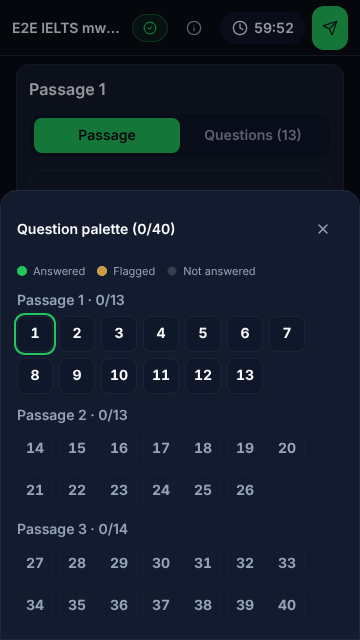 E2E IELTS mw...
59:52
Passage 1
Passage
Questions (13)
Question palette (0/40)
Answered
Flagged
Not answered
Passage 1 · 0/13
1 2 3 4 5 6 7
8 9 10 11 12 13
Passage 2 · 0/13
14 15 16 17 18 19 20
21 22 23 24 25 26
Passage 3 · 0/14
27 28 29 30 31 32 33
34 35 36 37 38 39 40